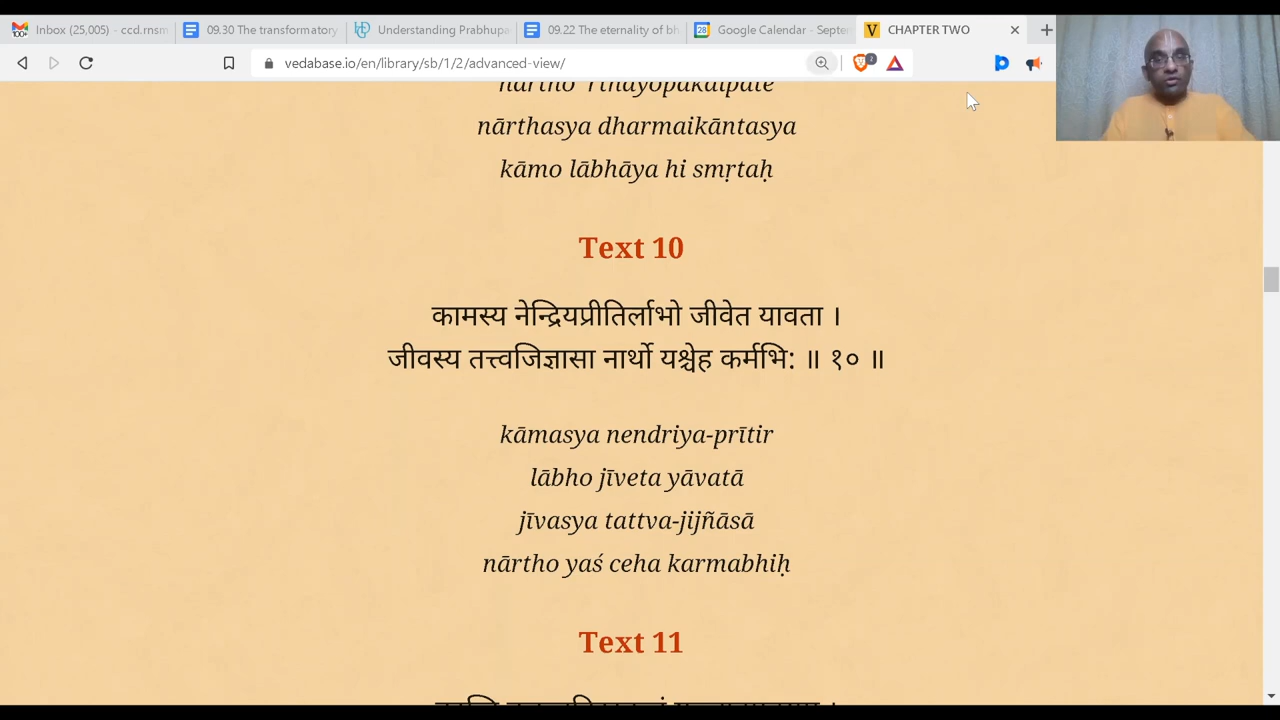 Inbox (25,005) - ccd.rnsm
09.30 The transformatory
Understanding Prabhupa
09.22 The eternality of bh
Google Calendar - Septe
CHAPTER TWO
vedabase.io/en/library/sb/1/2/advanced-view/
nārtho 'rthāyopakalpate
nārthasya dharmaikāntasya
kāmo lābhāya hi smṛtaḥ
Text 10
कामस्य नेन्द्रियप्रीतिर्लाभो जीवेत यावता ।
जीवस्य तत्त्वजिज्ञासा नार्थो यश्चेह कर्मभि: ॥ १० ॥
kāmasya nendriya-prītir
lābho jīveta yāvatā
jīvasya tattva-jijñāsā
nārtho yaś ceha karmabhiḥ
Text 11